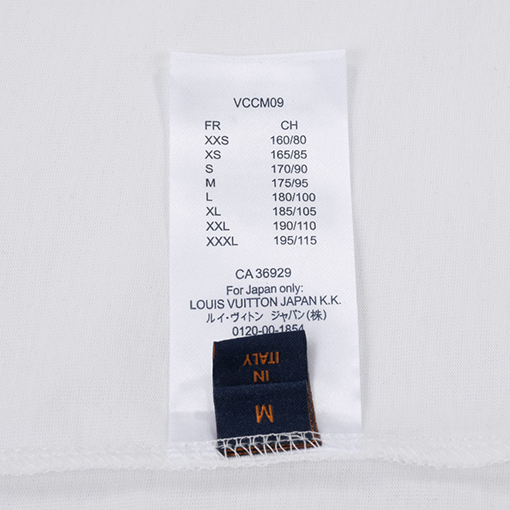 VCCM09
FR CH
XXS 160/80
XS 165/85
S 170/90
M 175/95
L 180/100
XL 185/105
XXL 190/110
XXXL 195/115
CA 36929
For Japan only:
LOUIS VUITTON JAPAN K.K.
ルイ・ヴィトン ジャパン(株)
0120-00-1854
IN
ITALY
M